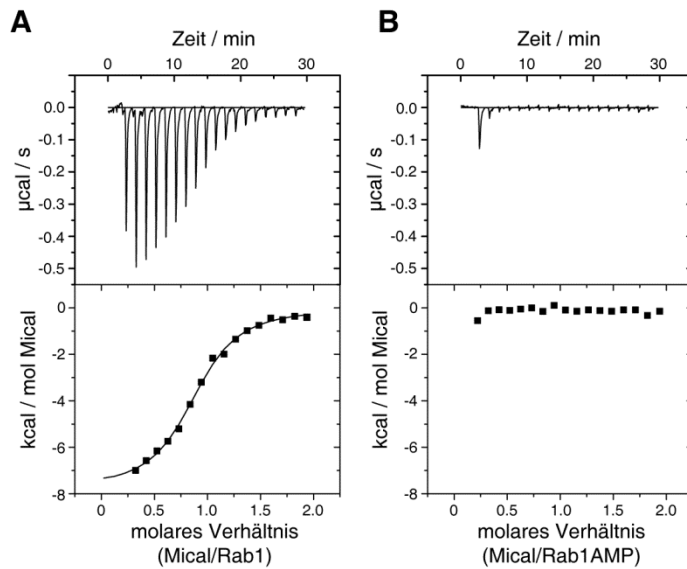 A
Zeit / min
0 10 20 30
0.0
-0.1
-0.2
-0.3
-0.4
-0.5
µcal / s
0
-2
-4
-6
-8
kcal / mol Mical
0 0.5 1.0 1.5 2.0
molares Verhältnis
(Mical/Rab1)
B
Zeit / min
0 10 20 30
0.0
-0.1
-0.2
-0.3
-0.4
-0.5
µcal / s
0
-2
-4
-6
-8
kcal / mol Mical
0 0.5 1.0 1.5 2.0
molares Verhältnis
(Mical/Rab1AMP)